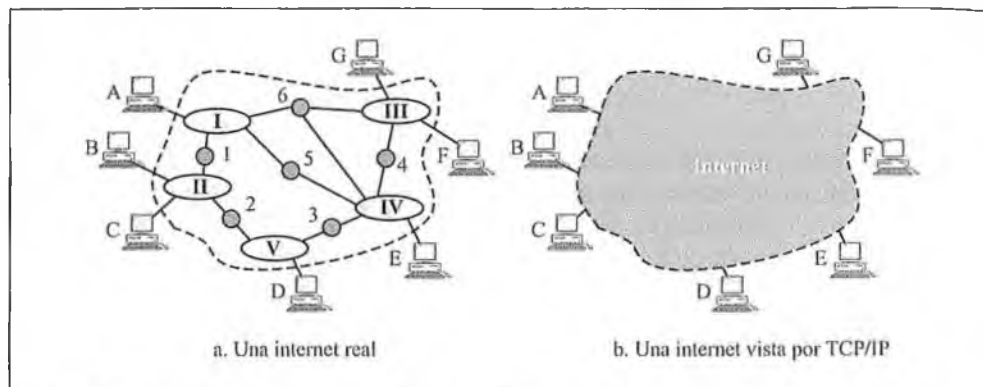 G
A
6
I
III
B
1
5
4
F
II
2
3
IV
C
V
E
D
a. Una internet real
G
A
B
Internet
F
C
E
D
b. Una internet vista por TCP/IP